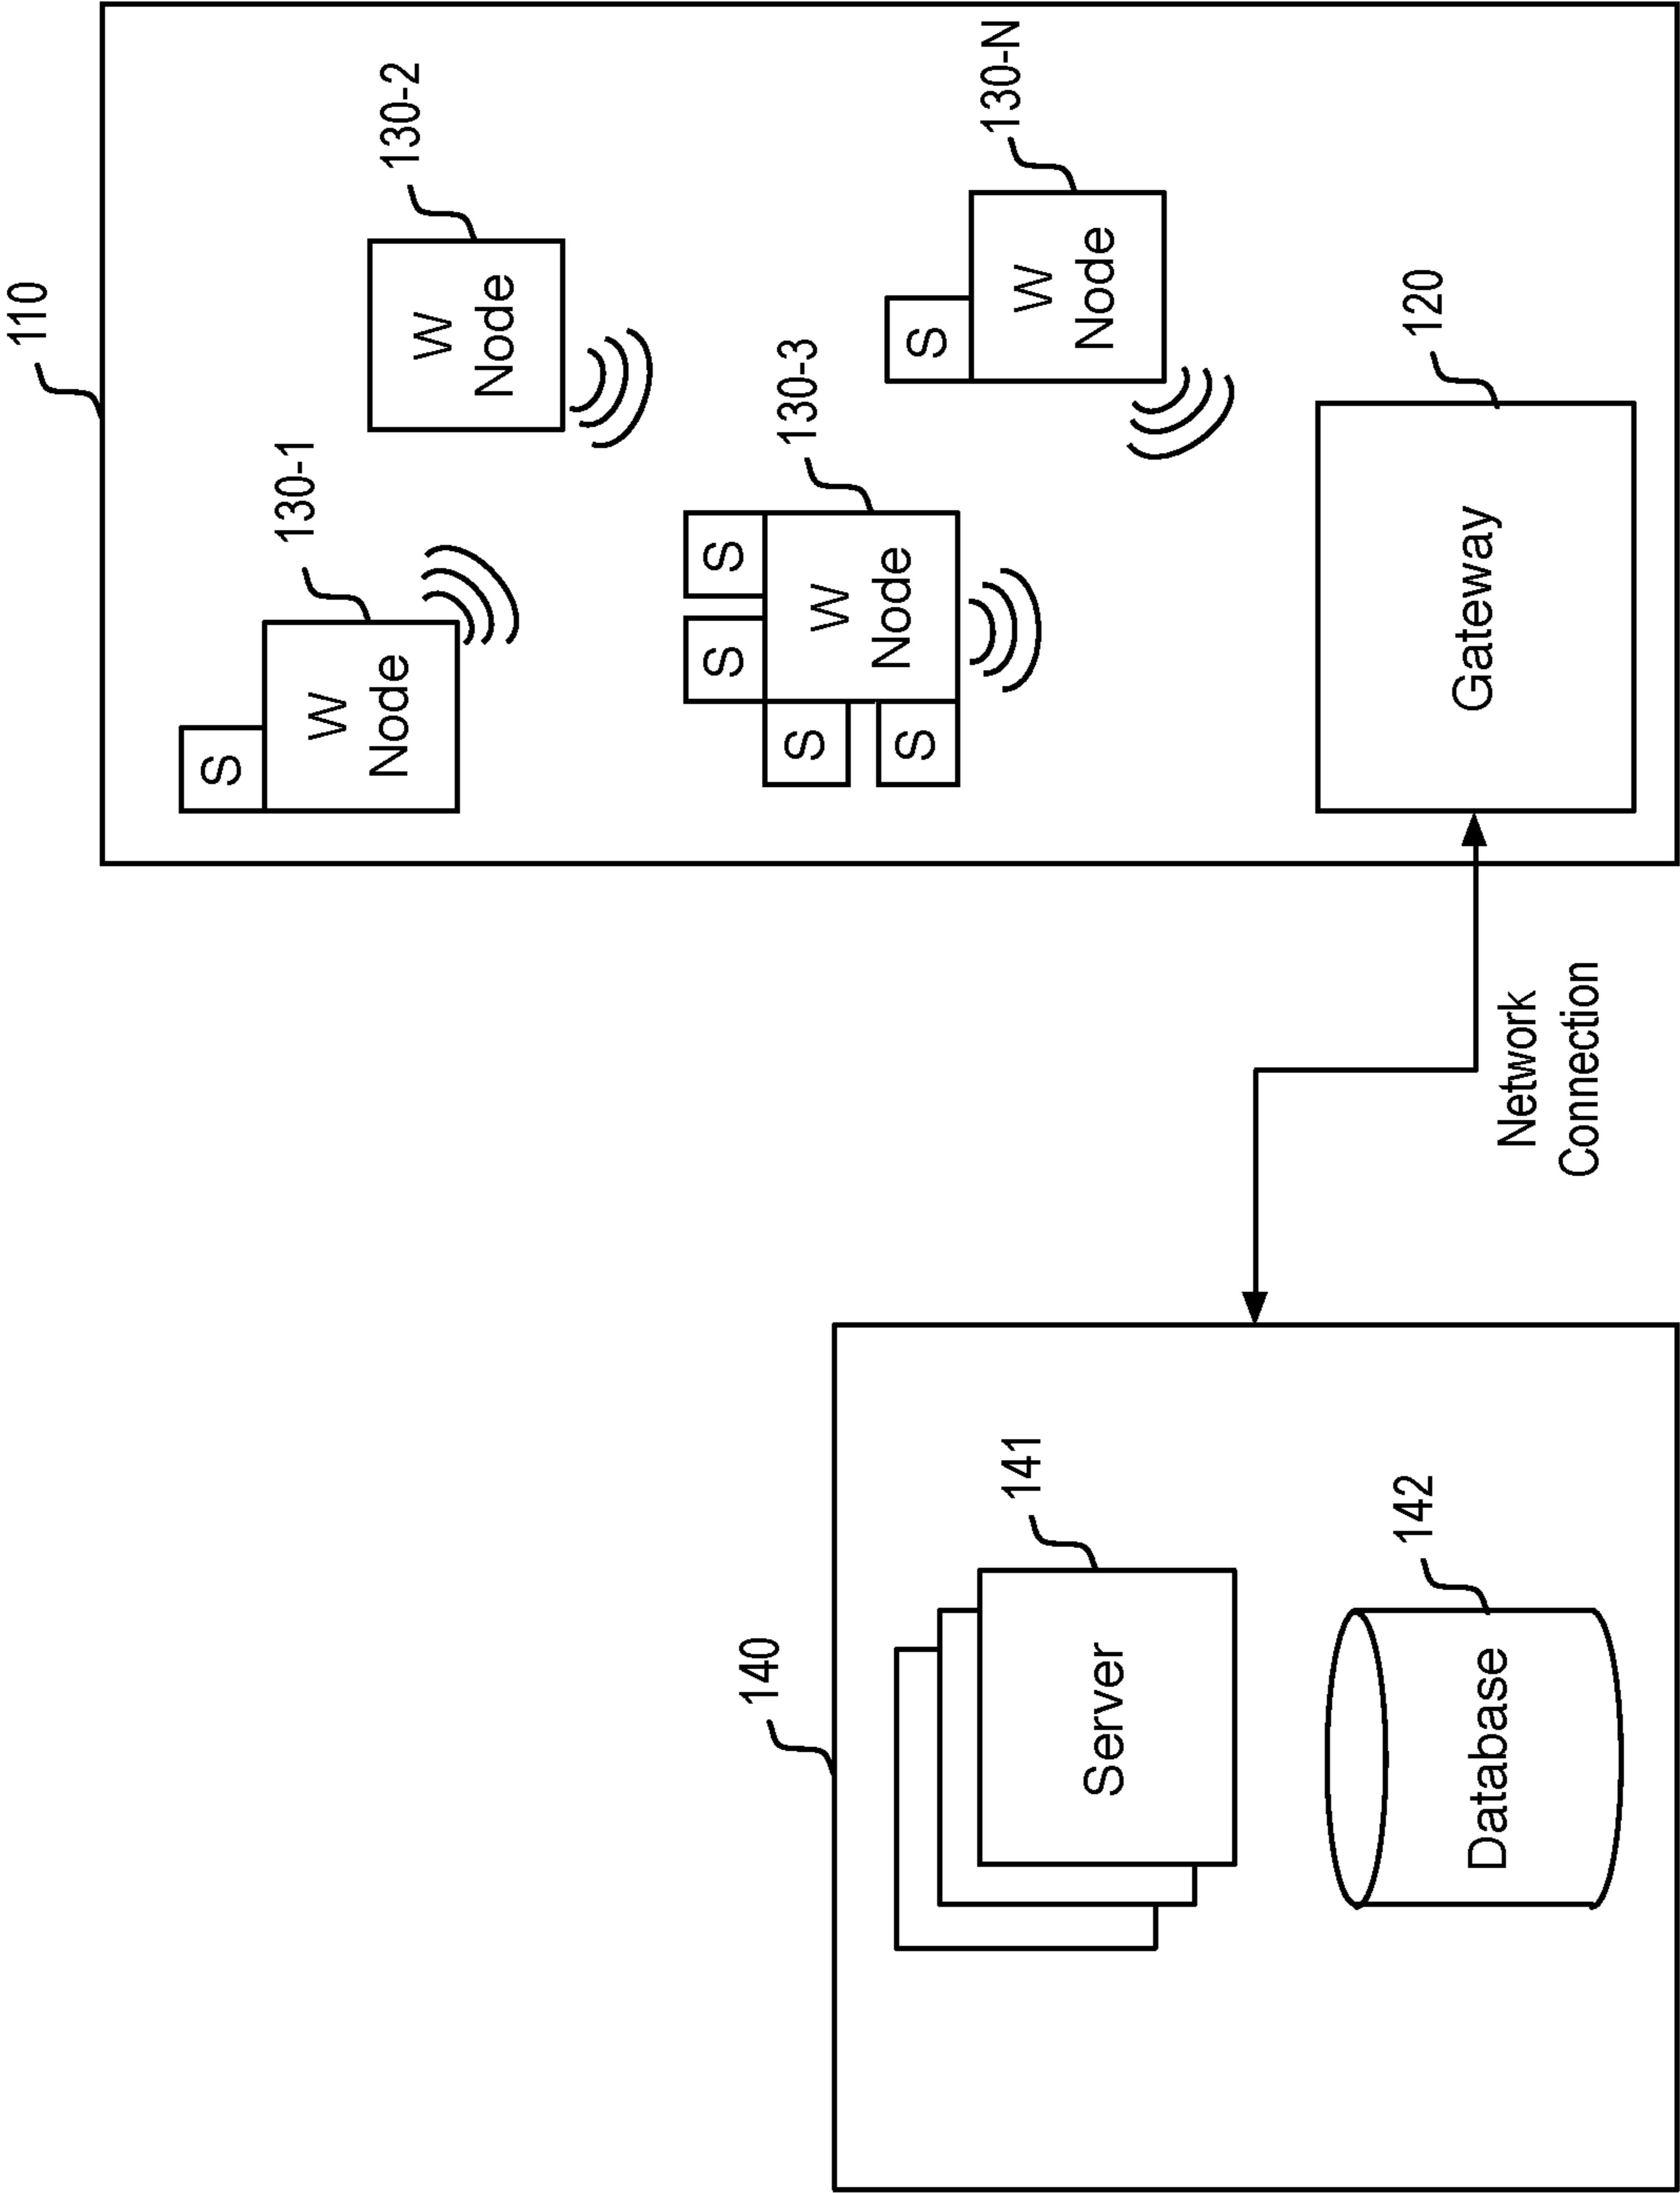 110
130-1
S
W
Node
130-2
W
Node
130-3
S
S
S
S
W
Node
130-N
S
W
Node
120
Gateway
Network
Connection
140
141
Server
142
Database